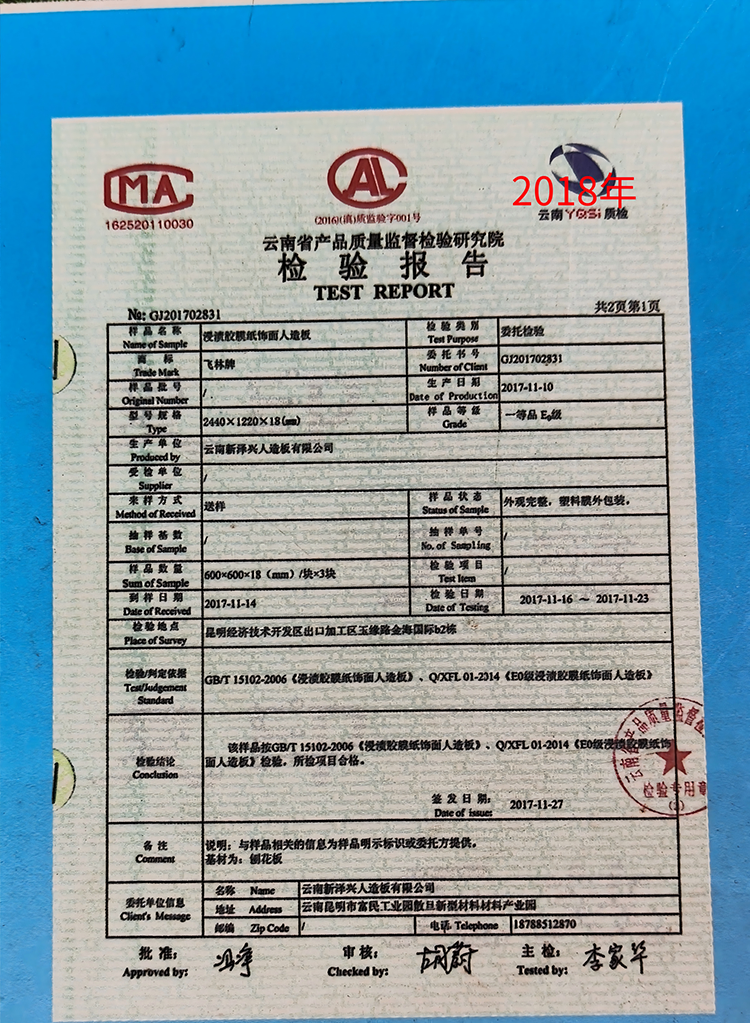 CMA
162520110030
CAL
(2016)(滇)质监验字001号
2018年
云南YQSi质检
云南省产品质量监督检验研究院
检 验 报 告
TEST REPORT
№: GJ201702831
共2页第1页
样品名称 浸渍胶膜纸饰面人造板 检验类别 委托检验
Name of Sample Test Purpose
商标 飞林牌 委托书号 GJ201702831
Trade Mark Number of Client
样品批号 / 生产日期 2017-11-10
Original Number Date of Production
型号规格 2440×1220×18(mm) 样品等级 一等品 E₀级
Type Grade
生产单位 云南新泽兴人造板有限公司
Produced by
受检单位 /
Supplier
来样方式 送样 样品状态 外观完整，塑料膜外包装。
Method of Received Status of Sample
抽样基数 / 抽样单号 /
Base of Sample No. of Sampling
样品数量 600×600×18（mm）/块×3块 检验项目 /
Sum of Sample Test Item
到样日期 2017-11-14 检验日期 2017-11-16 ～ 2017-11-23
Date of Received Date of Testing
检验地点 昆明经济技术开发区出口加工区玉缘路金海国际b2栋
Place of Survey
检验/判定依据 GB/T 15102-2006《浸渍胶膜纸饰面人造板》、Q/XFL 01-2014《E0级浸渍胶膜纸饰面人造板》
Test/Judgement
Standard
该样品按GB/T 15102-2006《浸渍胶膜纸饰面人造板》、Q/XFL 01-2014《E0级浸渍胶膜纸饰
面人造板》检验，所检项目合格。
检验结论
Conclusion
签发日期: 2017-11-27
Date of issue:
检验专用章
备注 说明：与样品相关的信息为样品明示标识或委托方提供。
Comment 基材为：刨花板
委托单位信息
Client's Message
名称 Name 云南新泽兴人造板有限公司
地址 Address 云南昆明市富民工业园散旦新型材料材料产业园
邮编 Zip Code / 电话 Telephone 18788512870
批准: 审核: 胡蔚 主检: 李家华
Approved by: Checked by: Tested by: